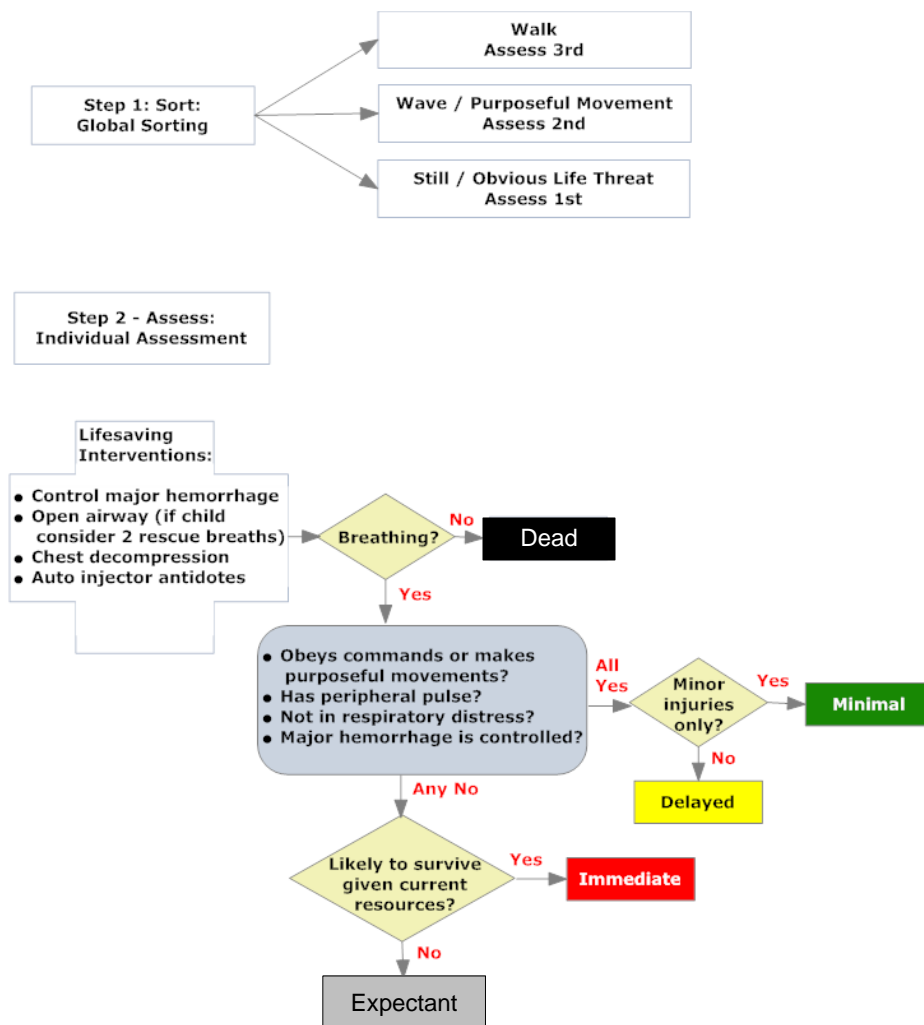 Walk
Assess 3rd
Step 1: Sort:
Global Sorting
Wave / Purposeful Movement
Assess 2nd
Still / Obvious Life Threat
Assess 1st
Step 2 - Assess:
Individual Assessment
Lifesaving
Interventions:
● Control major hemorrhage
● Open airway (if child
consider 2 rescue breaths)
● Chest decompression
● Auto injector antidotes
Breathing?
No
Dead
Yes
● Obeys commands or makes
purposeful movements?
● Has peripheral pulse?
● Not in respiratory distress?
● Major hemorrhage is controlled?
All
Yes
Minor
injuries
only?
Yes
Minimal
No
Delayed
Any No
Likely to survive
given current
resources?
Yes
Immediate
No
Expectant